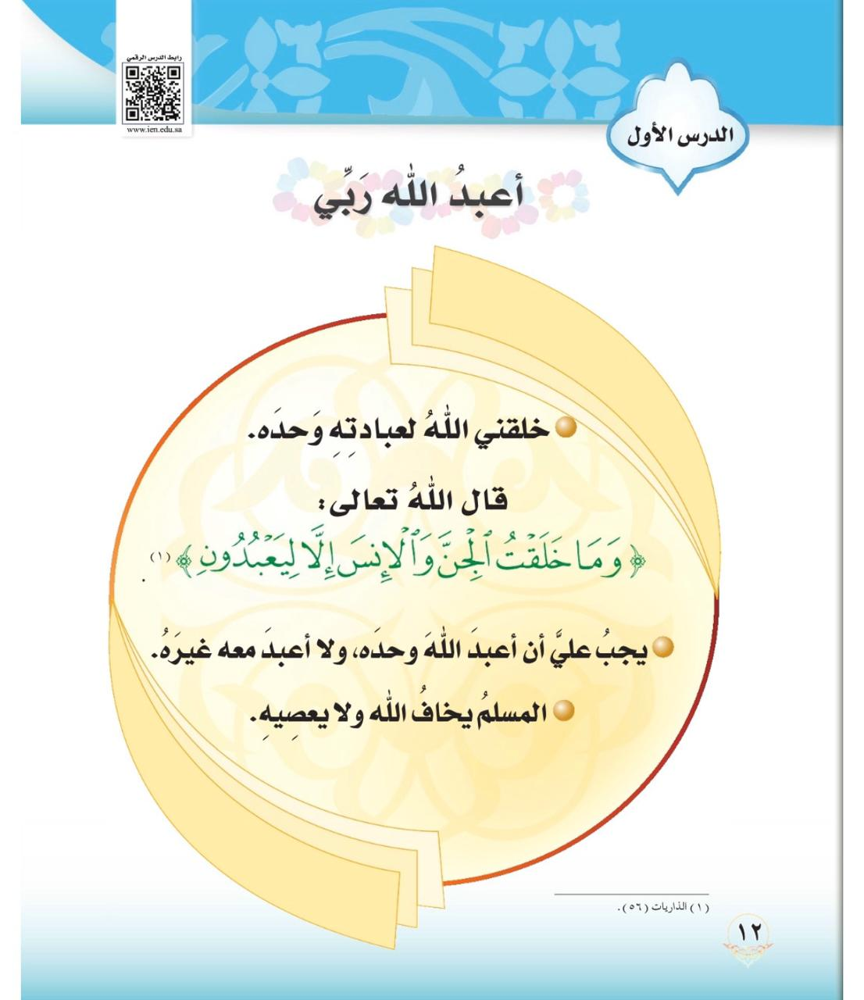 رابط الدرس الرقمي
www.ien.edu.sa
الدرس الأول
أعبدُ الله رَبِّي
خلقني اللهُ لعبادتِهِ وَحدَه.
قال اللهُ تعالى:
﴿وَمَا خَلَقْتُ ٱلْجِنَّ وَٱلْإِنسَ إِلَّا لِيَعْبُدُونِ﴾ (١)
يجبُ عليَّ أن أعبدَ اللهَ وحدَه، ولا أعبدَ معه غيرَهُ.
المسلمُ يخافُ الله ولا يعصِيهِ.
(١) الذاريات (٥٦).
١٢